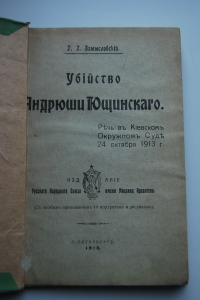 Г. Г. Замысловскій.
Убійство
Андрюши Ющинскаго.
Рѣчь въ Кіевскомъ
Окружномъ Судѣ
24 октября 1913 г.
ИЗДАНІЕ
Русскаго Народнаго Союза имени Михаила Архангела
С.-ПЕТЕРБУРГЪ.